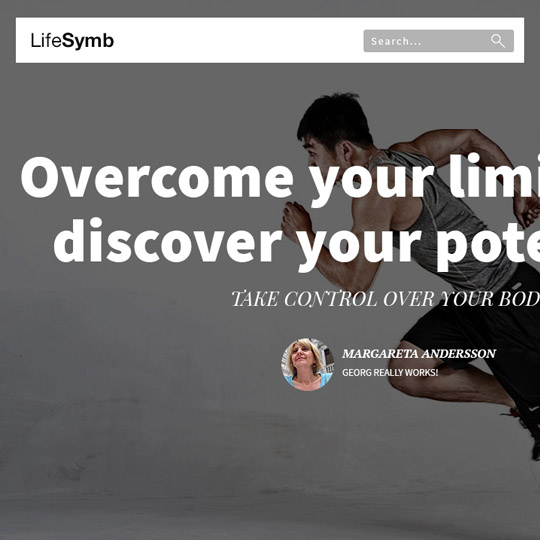 LifeSymb
Search...
Overcome your limi
discover your pote
TAKE CONTROL OVER YOUR BOD
MARGARETA ANDERSSON
GEORG REALLY WORKS!